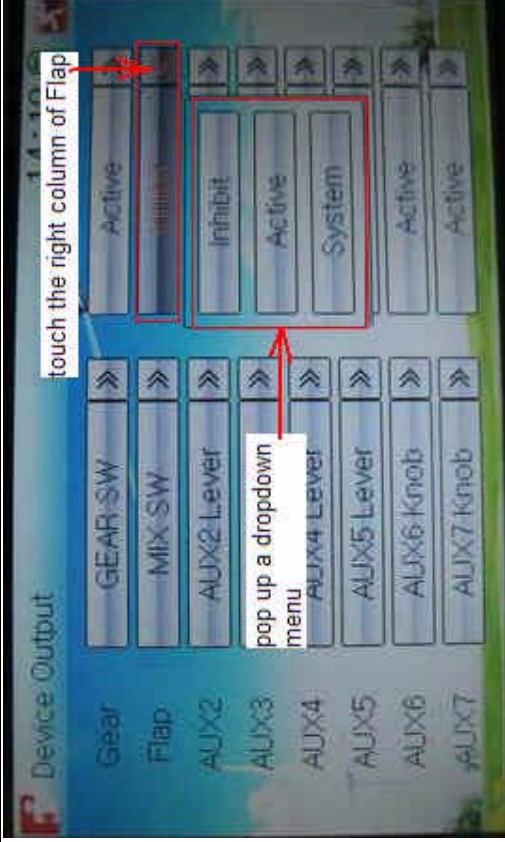 Device Output
touch the right column of Flap
Gear GEAR SW Active
Flap MIX SW
AUX2 AUX2 Lever Inhibit
AUX3 Active
pop up a dropdown
menu
AUX4 AUX4 Lever System
AUX5 AUX5 Lever
AUX6 AUX6 Knob Active
AUX7 AUX7 Knob Active